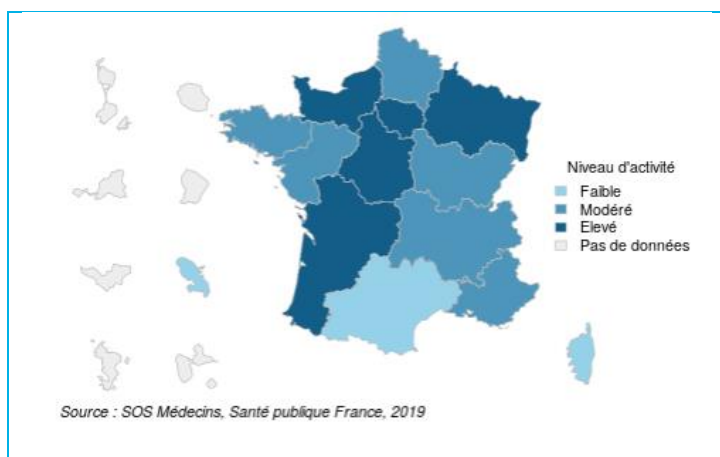 Niveau d'activité
Faible
Modéré
Elevé
Pas de données
Source : SOS Médecins, Santé publique France, 2019